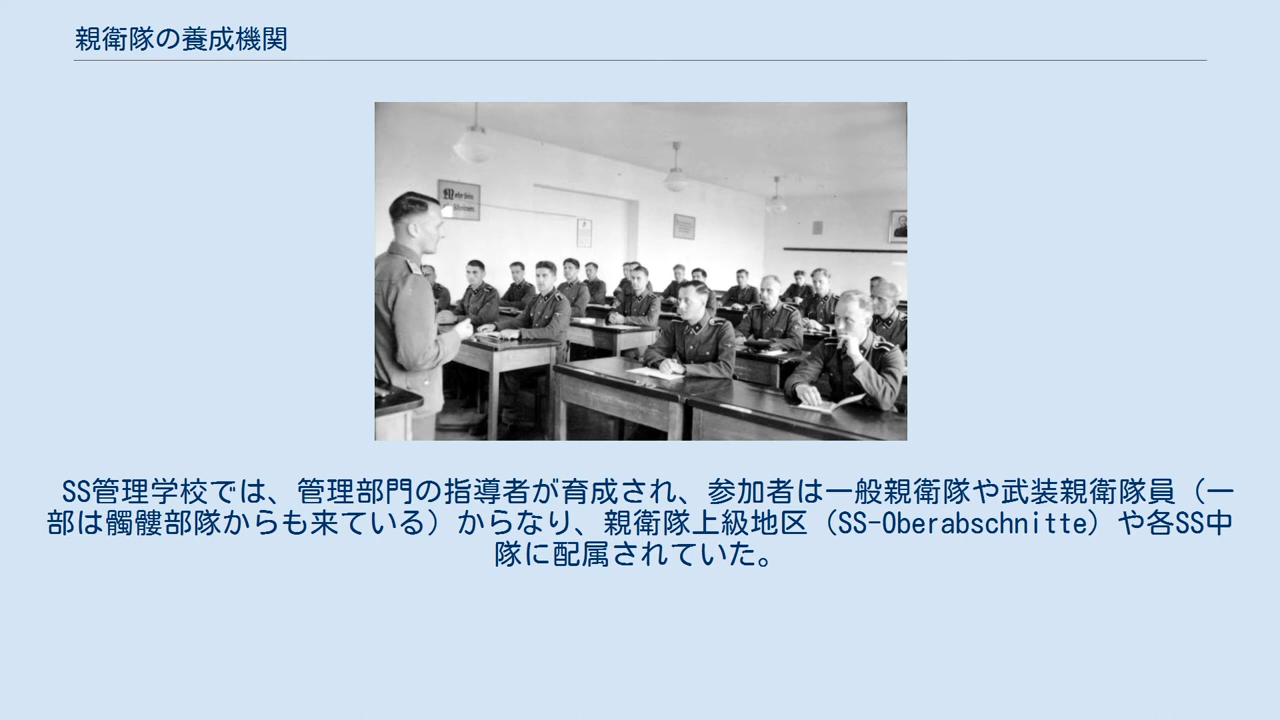 親衛隊の養成機関
Mehr sein
scheinen
SS管理学校では、管理部門の指導者が育成され、参加者は一般親衛隊や武装親衛隊員（一
部は髑髏部隊からも来ている）からなり、親衛隊上級地区（SS-Oberabschnitte）や各SS中
隊に配属されていた。